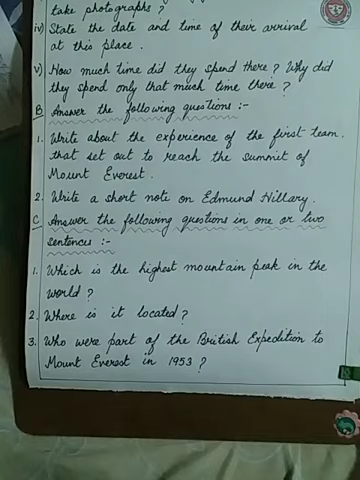 take photographs?
iv) State the date and time of their arrival
at this place.
v) How much time did they spend there? Why did
they spend only that much time there?
B Answer the following questions :-
1. Write about the experience of the first team
that set out to reach the summit of
Mount Everest.
2. Write a short note on Edmund Hillary.
C Answer the following questions in one or two
sentences :-
1. Which is the highest mountain peak in the
world?
2. Where is it located?
3. Who were part of the British Expedition to
Mount Everest in 1953?